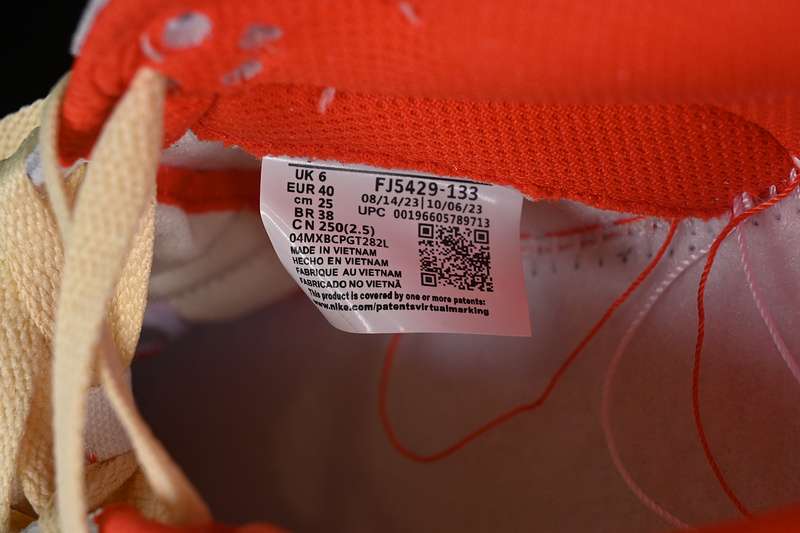 UK 6
EUR 40
cm 25
BR 38
CN 250(2.5)
04MXBCPGT282L
FJ5429-133
08/14/23|10/06/23
UPC 00196605789713
MADE IN VIETNAM
HECHO EN VIETNAM
FABRIQUE AU VIETNAM
FABRICADO NO VIETNÃ
This product is covered by one or more patents:
www.nike.com/patentsvirtualmarking